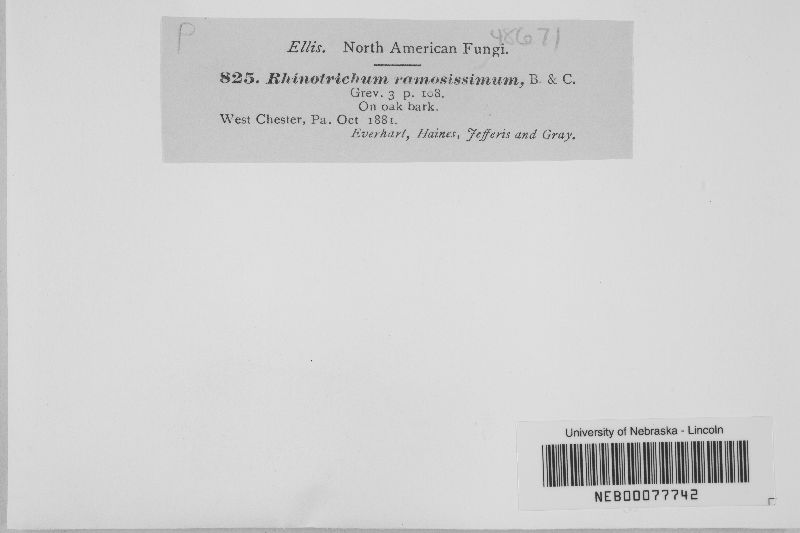 P
48671
Ellis. North American Fungi.
825. Rhinotrichum ramosissimum, B. & C.
Grev. 3 p. 108.
On oak bark.
West Chester, Pa. Oct 1881.
Everhart, Haines, Jefferis and Gray.
University of Nebraska - Lincoln
NEB00077742